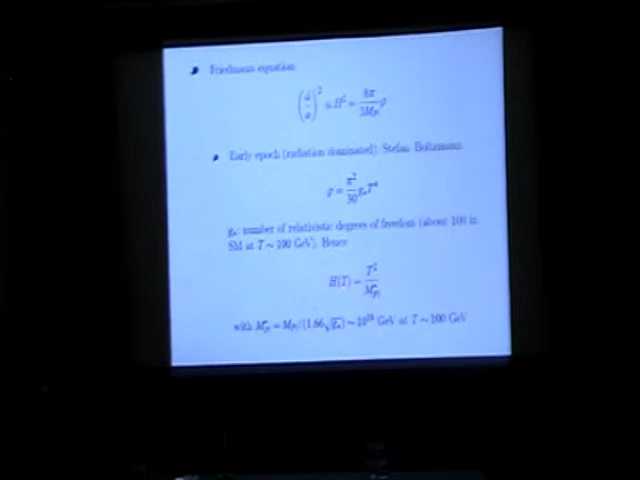 Friedmann equation
(ȧ/a)² ≡ H² = 8π/3M_Pl² ρ
Early epoch (radiation dominated): Stefan–Boltzmann
ρ = π²/30 g* T⁴
g*: number of relativistic degrees of freedom (about 100 in
SM at T ~ 100 GeV). Hence
H(T) = T²/M*_Pl
with M*_Pl = M_Pl/(1.66√g*) ~ 10¹⁸ GeV at T ~ 100 GeV